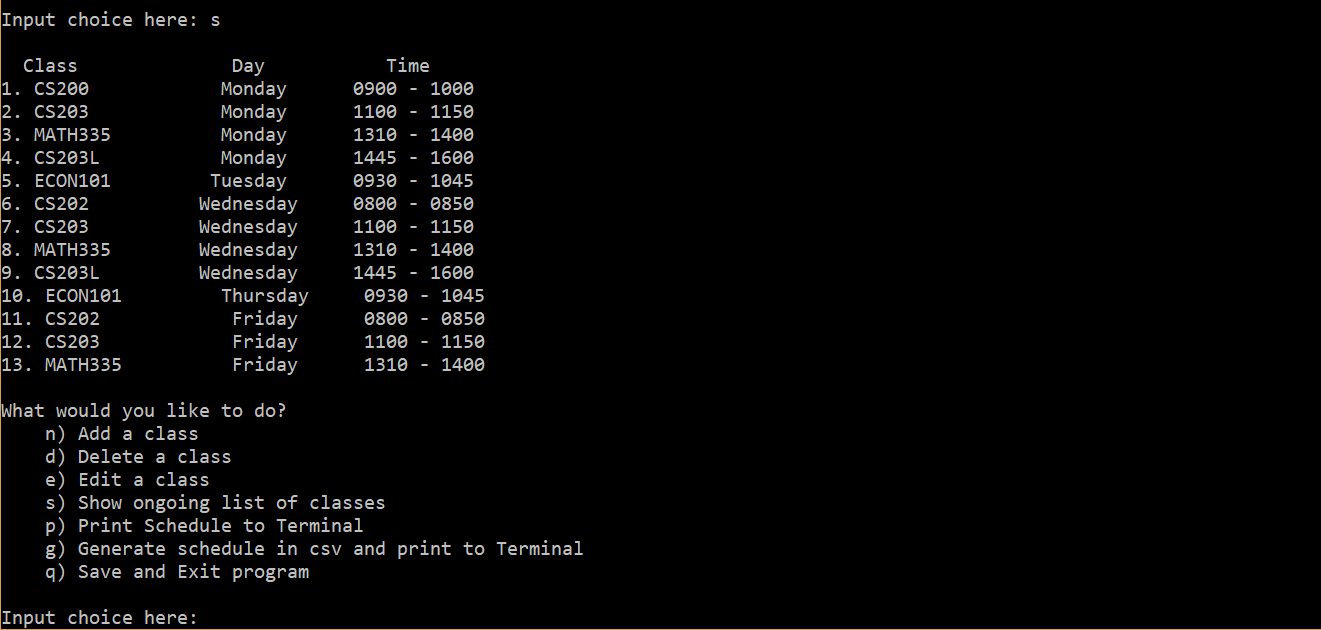 Input choice here: s
  Class              Day           Time
1. CS200            Monday      0900 - 1000
2. CS203            Monday      1100 - 1150
3. MATH335          Monday      1310 - 1400
4. CS203L           Monday      1445 - 1600
5. ECON101         Tuesday      0930 - 1045
6. CS202          Wednesday     0800 - 0850
7. CS203          Wednesday     1100 - 1150
8. MATH335        Wednesday     1310 - 1400
9. CS203L         Wednesday     1445 - 1600
10. ECON101         Thursday     0930 - 1045
11. CS202            Friday      0800 - 0850
12. CS203            Friday      1100 - 1150
13. MATH335          Friday      1310 - 1400
What would you like to do?
    n) Add a class
    d) Delete a class
    e) Edit a class
    s) Show ongoing list of classes
    p) Print Schedule to Terminal
    g) Generate schedule in csv and print to Terminal
    q) Save and Exit program
Input choice here: